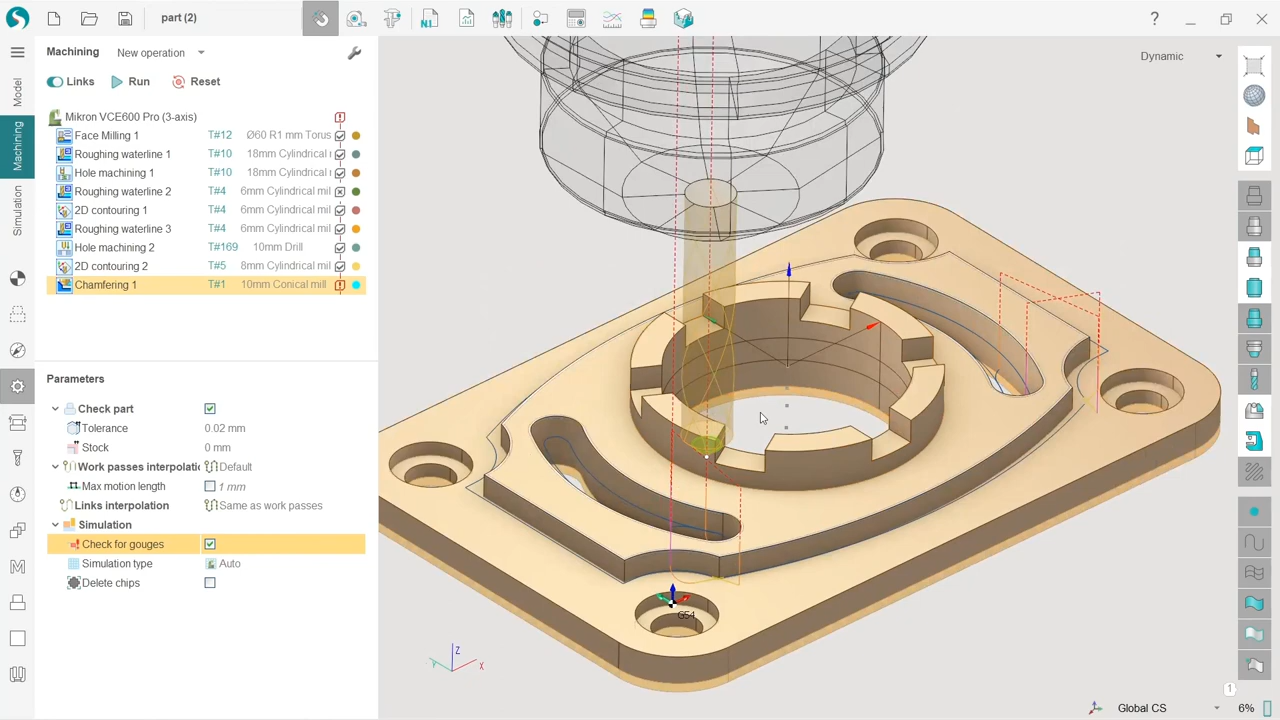 part (2)
N.I.
?
Machining
New operation
Links
Run
Reset
Dynamic
Model
Machining
Simulation
Mikron VCE600 Pro (3-axis)
Face Milling 1 T#12 Ø60 R1 mm Torus
Roughing waterline 1 T#10 18mm Cylindrical
Hole machining 1 T#10 18mm Cylindrical
Roughing waterline 2 T#4 6mm Cylindrical mil
2D contouring 1 T#4 6mm Cylindrical mil
Roughing waterline 3 T#4 6mm Cylindrical mil
Hole machining 2 T#169 10mm Drill
2D contouring 2 T#5 8mm Cylindrical mil
Chamfering 1 T#1 10mm Conical mill
Parameters
Check part
Tolerance 0.02 mm
Stock 0 mm
Work passes interpolati Default
Max motion length 1 mm
Links interpolation Same as work passes
Simulation
Check for gouges
Simulation type Auto
Delete chips
G54
Z
Y
X
1
Global CS
6%